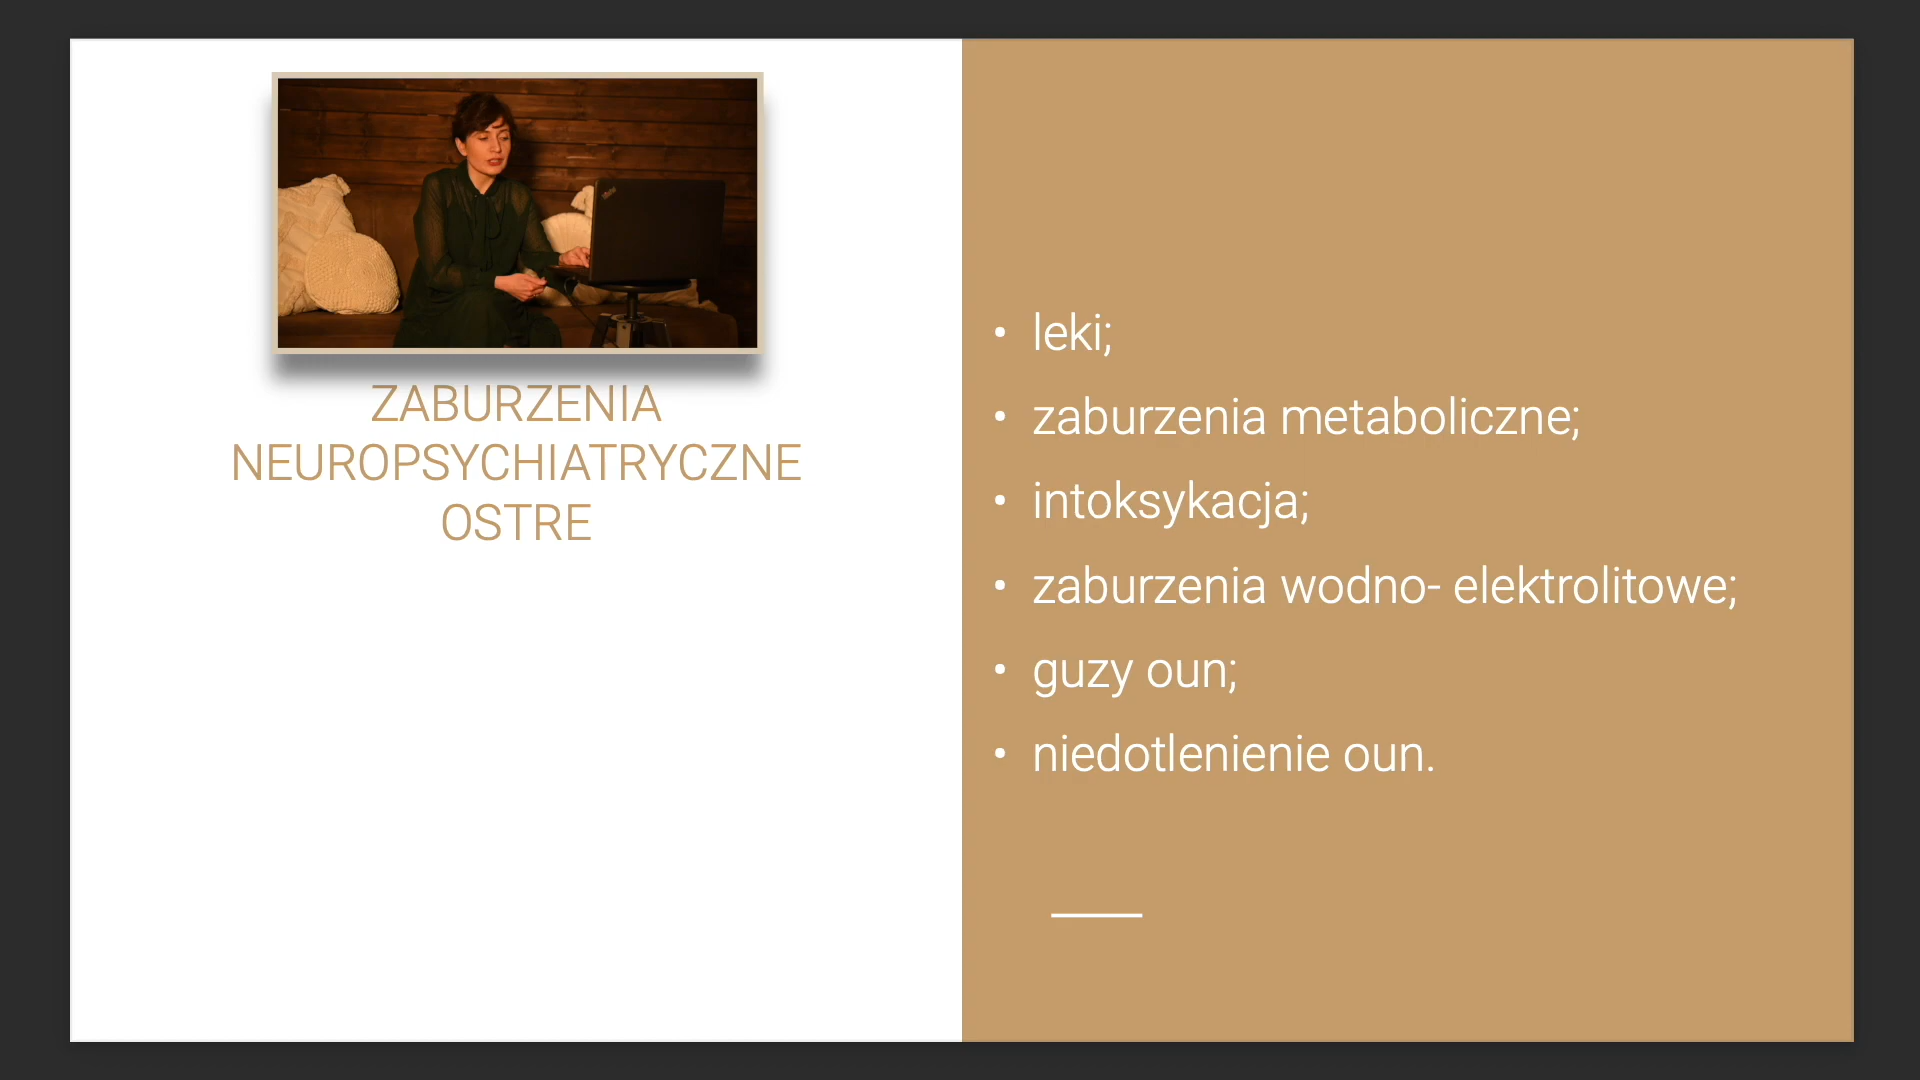 ZABURZENIA
NEUROPSYCHIATRYCZNE
OSTRE
• leki;
• zaburzenia metaboliczne;
• intoksykacja;
• zaburzenia wodno- elektrolitowe;
• guzy oun;
• niedotlenienie oun.